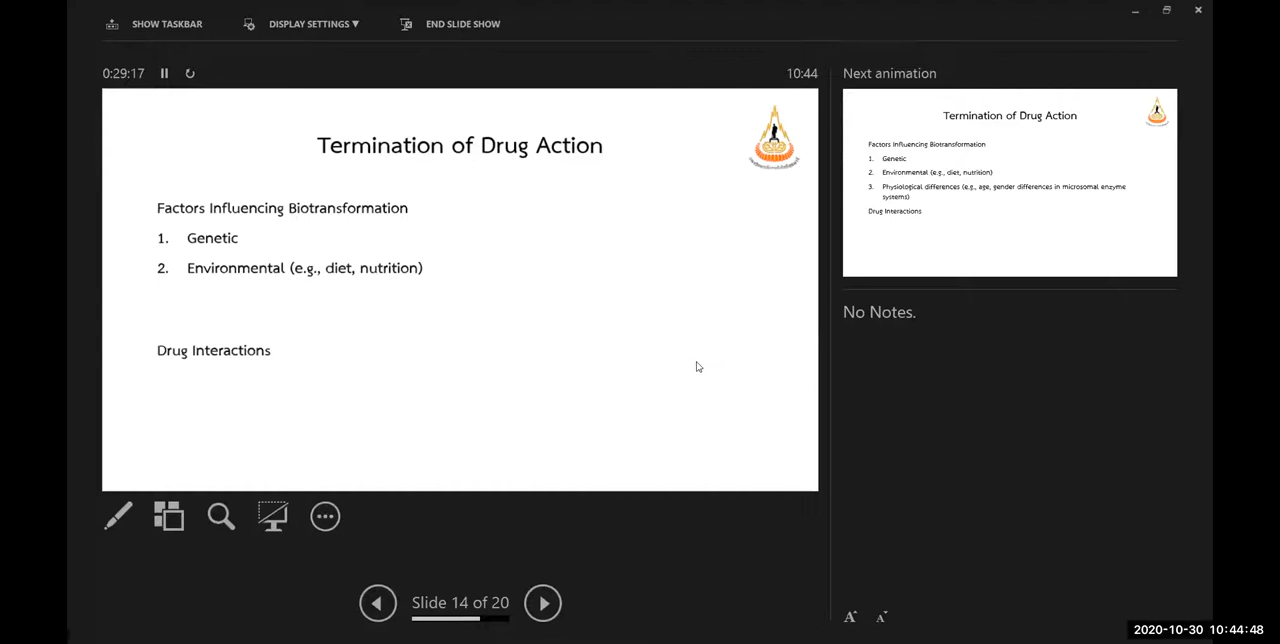 SHOW TASKBAR
DISPLAY SETTINGS ▼
END SLIDE SHOW
0:29:17
10:44
Next animation
Termination of Drug Action
Factors Influencing Biotransformation
1. Genetic
2. Environmental (e.g., diet, nutrition)
Drug Interactions
Termination of Drug Action
Factors Influencing Biotransformation
1. Genetic
2. Environmental (e.g., diet, nutrition)
3. Physiological differences (e.g., age, gender differences in microsomal enzyme
systems)
Drug Interactions
No Notes.
Slide 14 of 20
A A
2020-10-30 10:44:48